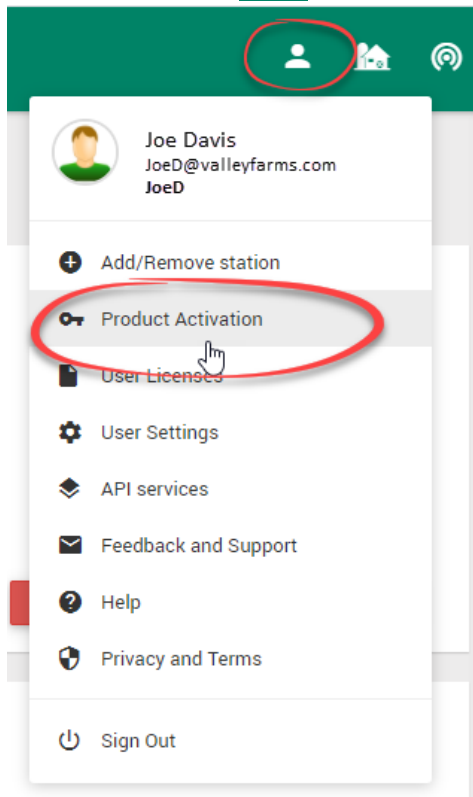 Joe Davis
JoeD@valleyfarms.com
JoeD
Add/Remove station
Product Activation
User Licenses
User Settings
API services
Feedback and Support
Help
Privacy and Terms
Sign Out